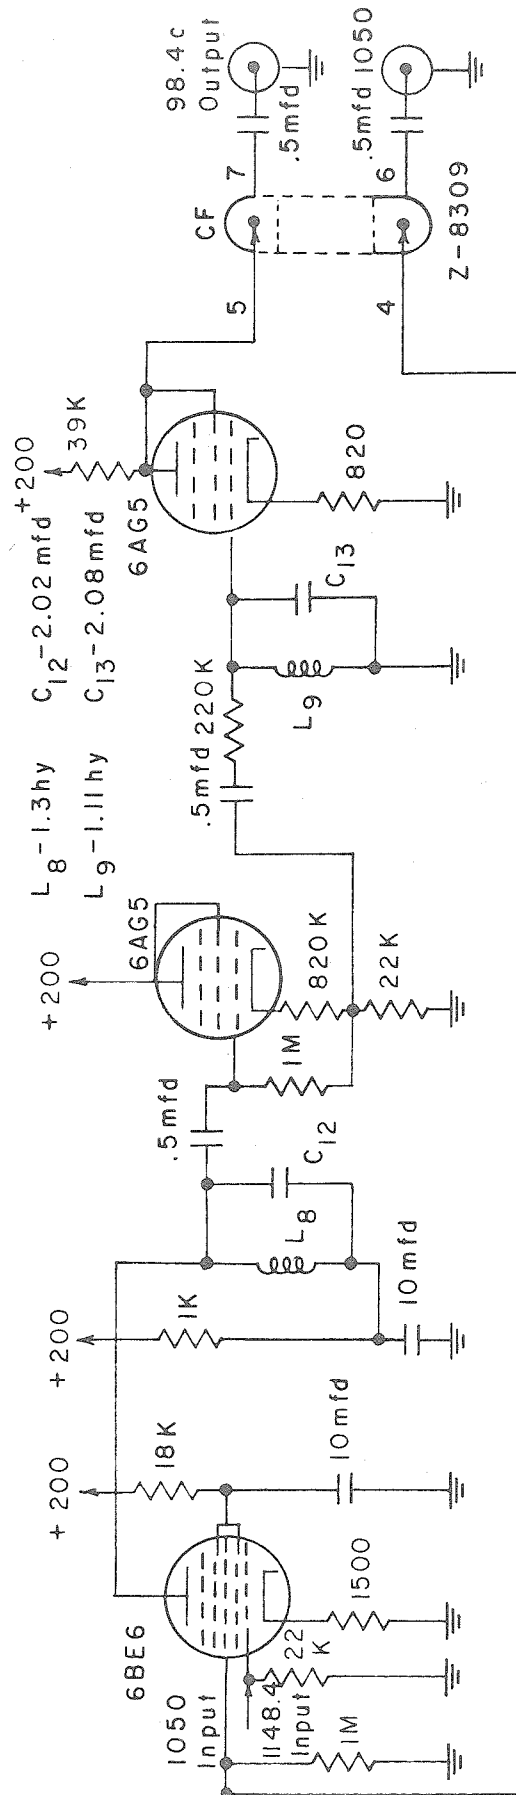 6BE6
1050
Input
1148.4
Input
1M
22
K
1500
+200
18K
10mfd
+200
1K
10mfd
L8
C12
.5mfd
1M
+200
6AG5
820K
22K
L8-1.3hy C12-2.02mfd
L9-1.11hy C13-2.08mfd
.5mfd
220K
L9
C13
+200
39K
6AG5
820
5
4
CF
Z-8309
7
6
.5mfd
.5mfd
98.4c
Output
1050